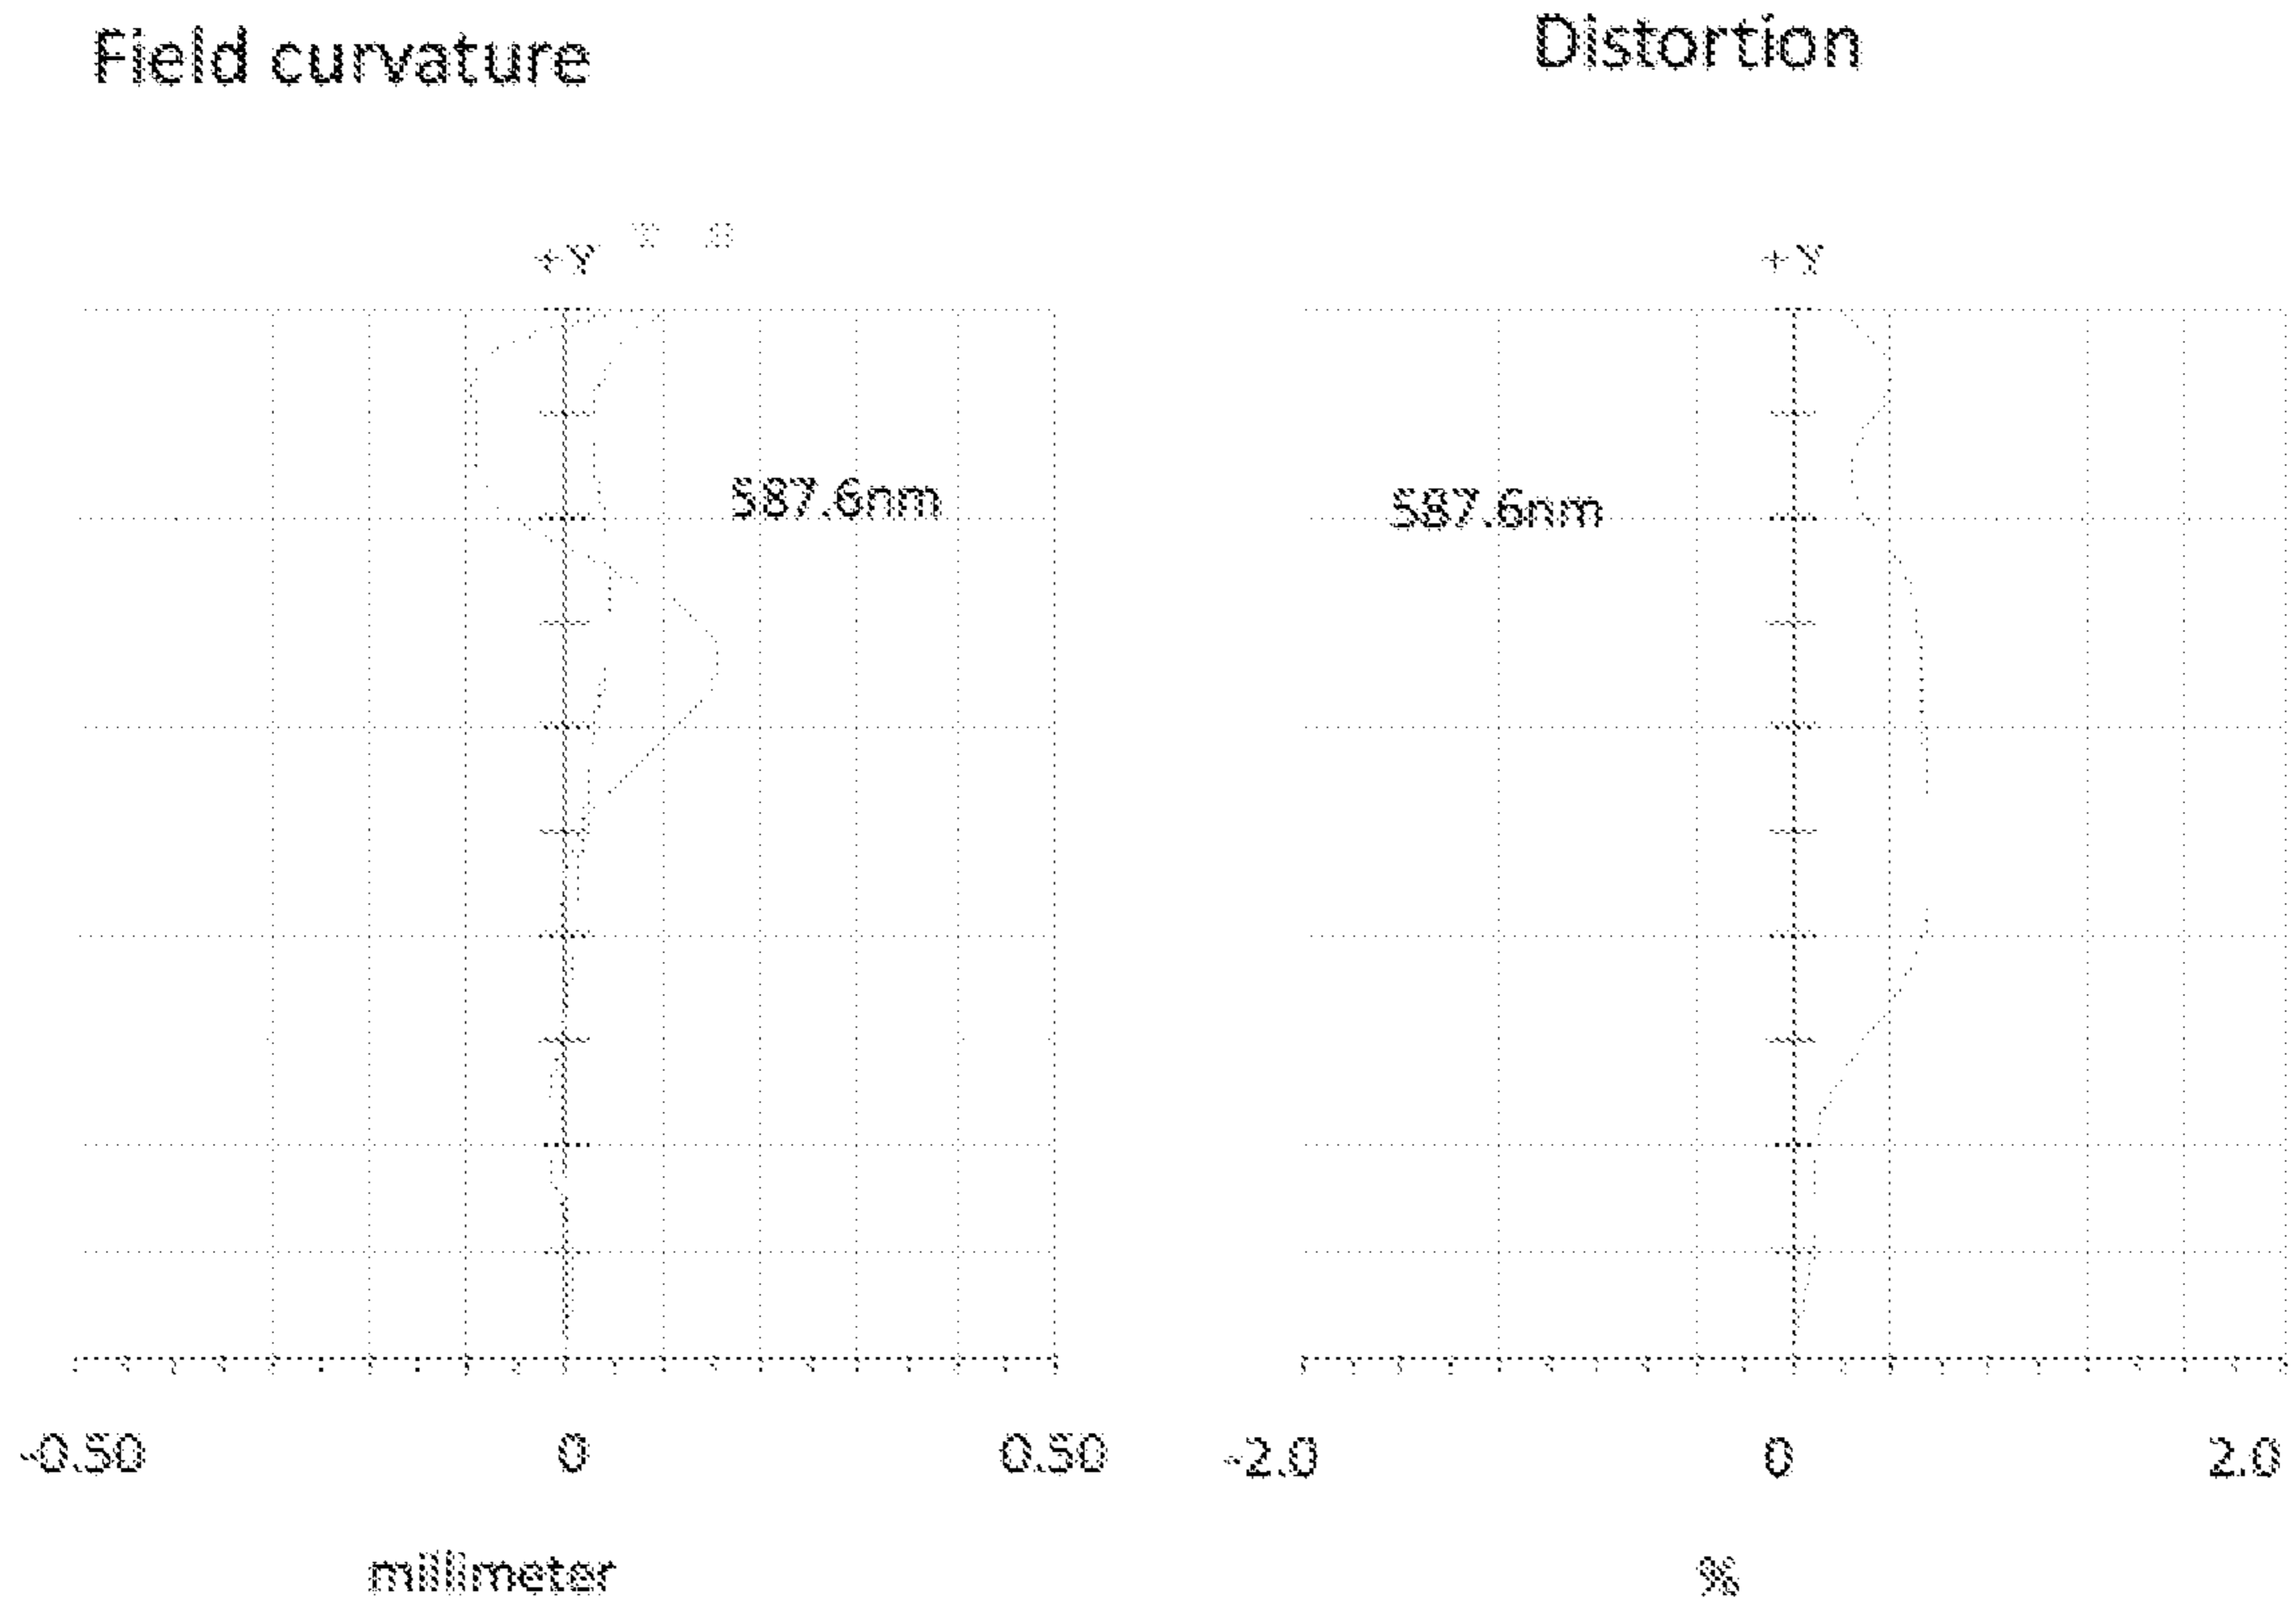 Field curvature
Distortion
+Y
+Y
587.6nm
587.6nm
-0.50 0 0.50
-2.0 0 2.0
millimeter
%